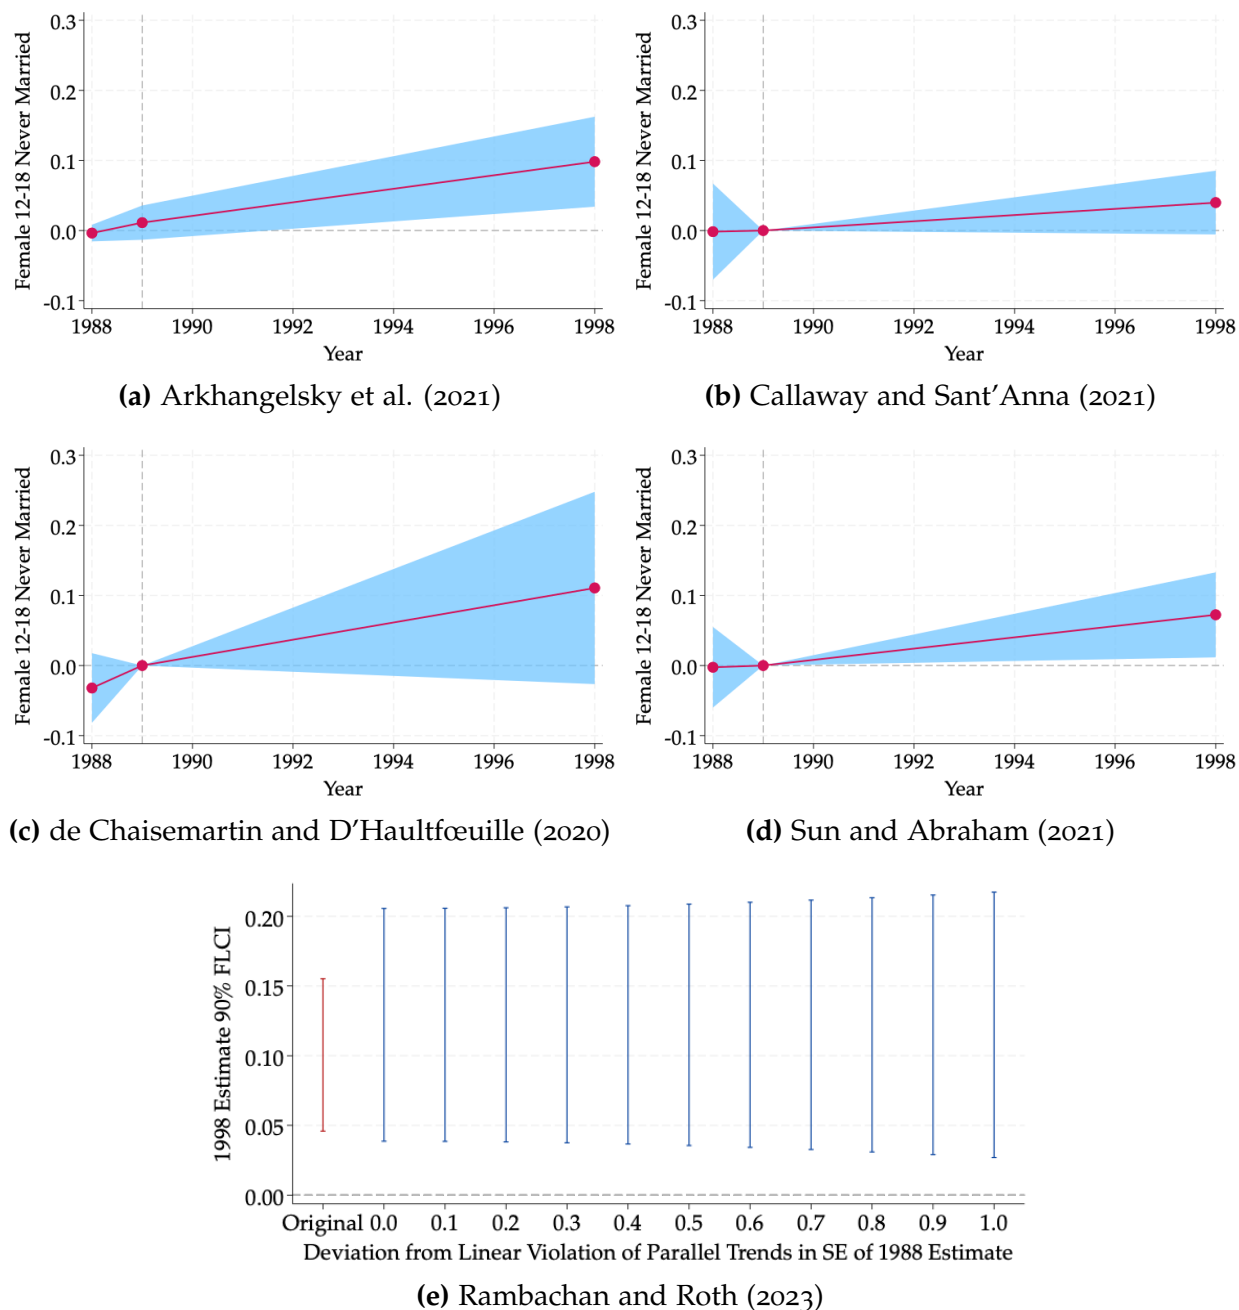 0.3
0.2
0.1
0.0
-0.1
Female 12-18 Never Married
1988 1990 1992 1994 1996 1998
Year
(a) Arkhangelsky et al. (2021)
0.3
0.2
0.1
0.0
-0.1
Female 12-18 Never Married
1988 1990 1992 1994 1996 1998
Year
(b) Callaway and Sant'Anna (2021)
0.3
0.2
0.1
0.0
-0.1
Female 12-18 Never Married
1988 1990 1992 1994 1996 1998
Year
(c) de Chaisemartin and D'Haultfœuille (2020)
0.3
0.2
0.1
0.0
-0.1
Female 12-18 Never Married
1988 1990 1992 1994 1996 1998
Year
(d) Sun and Abraham (2021)
0.20
0.15
0.10
0.05
0.00
1998 Estimate 90% FLCI
Original 0.0 0.1 0.2 0.3 0.4 0.5 0.6 0.7 0.8 0.9 1.0
Deviation from Linear Violation of Parallel Trends in SE of 1988 Estimate
(e) Rambachan and Roth (2023)